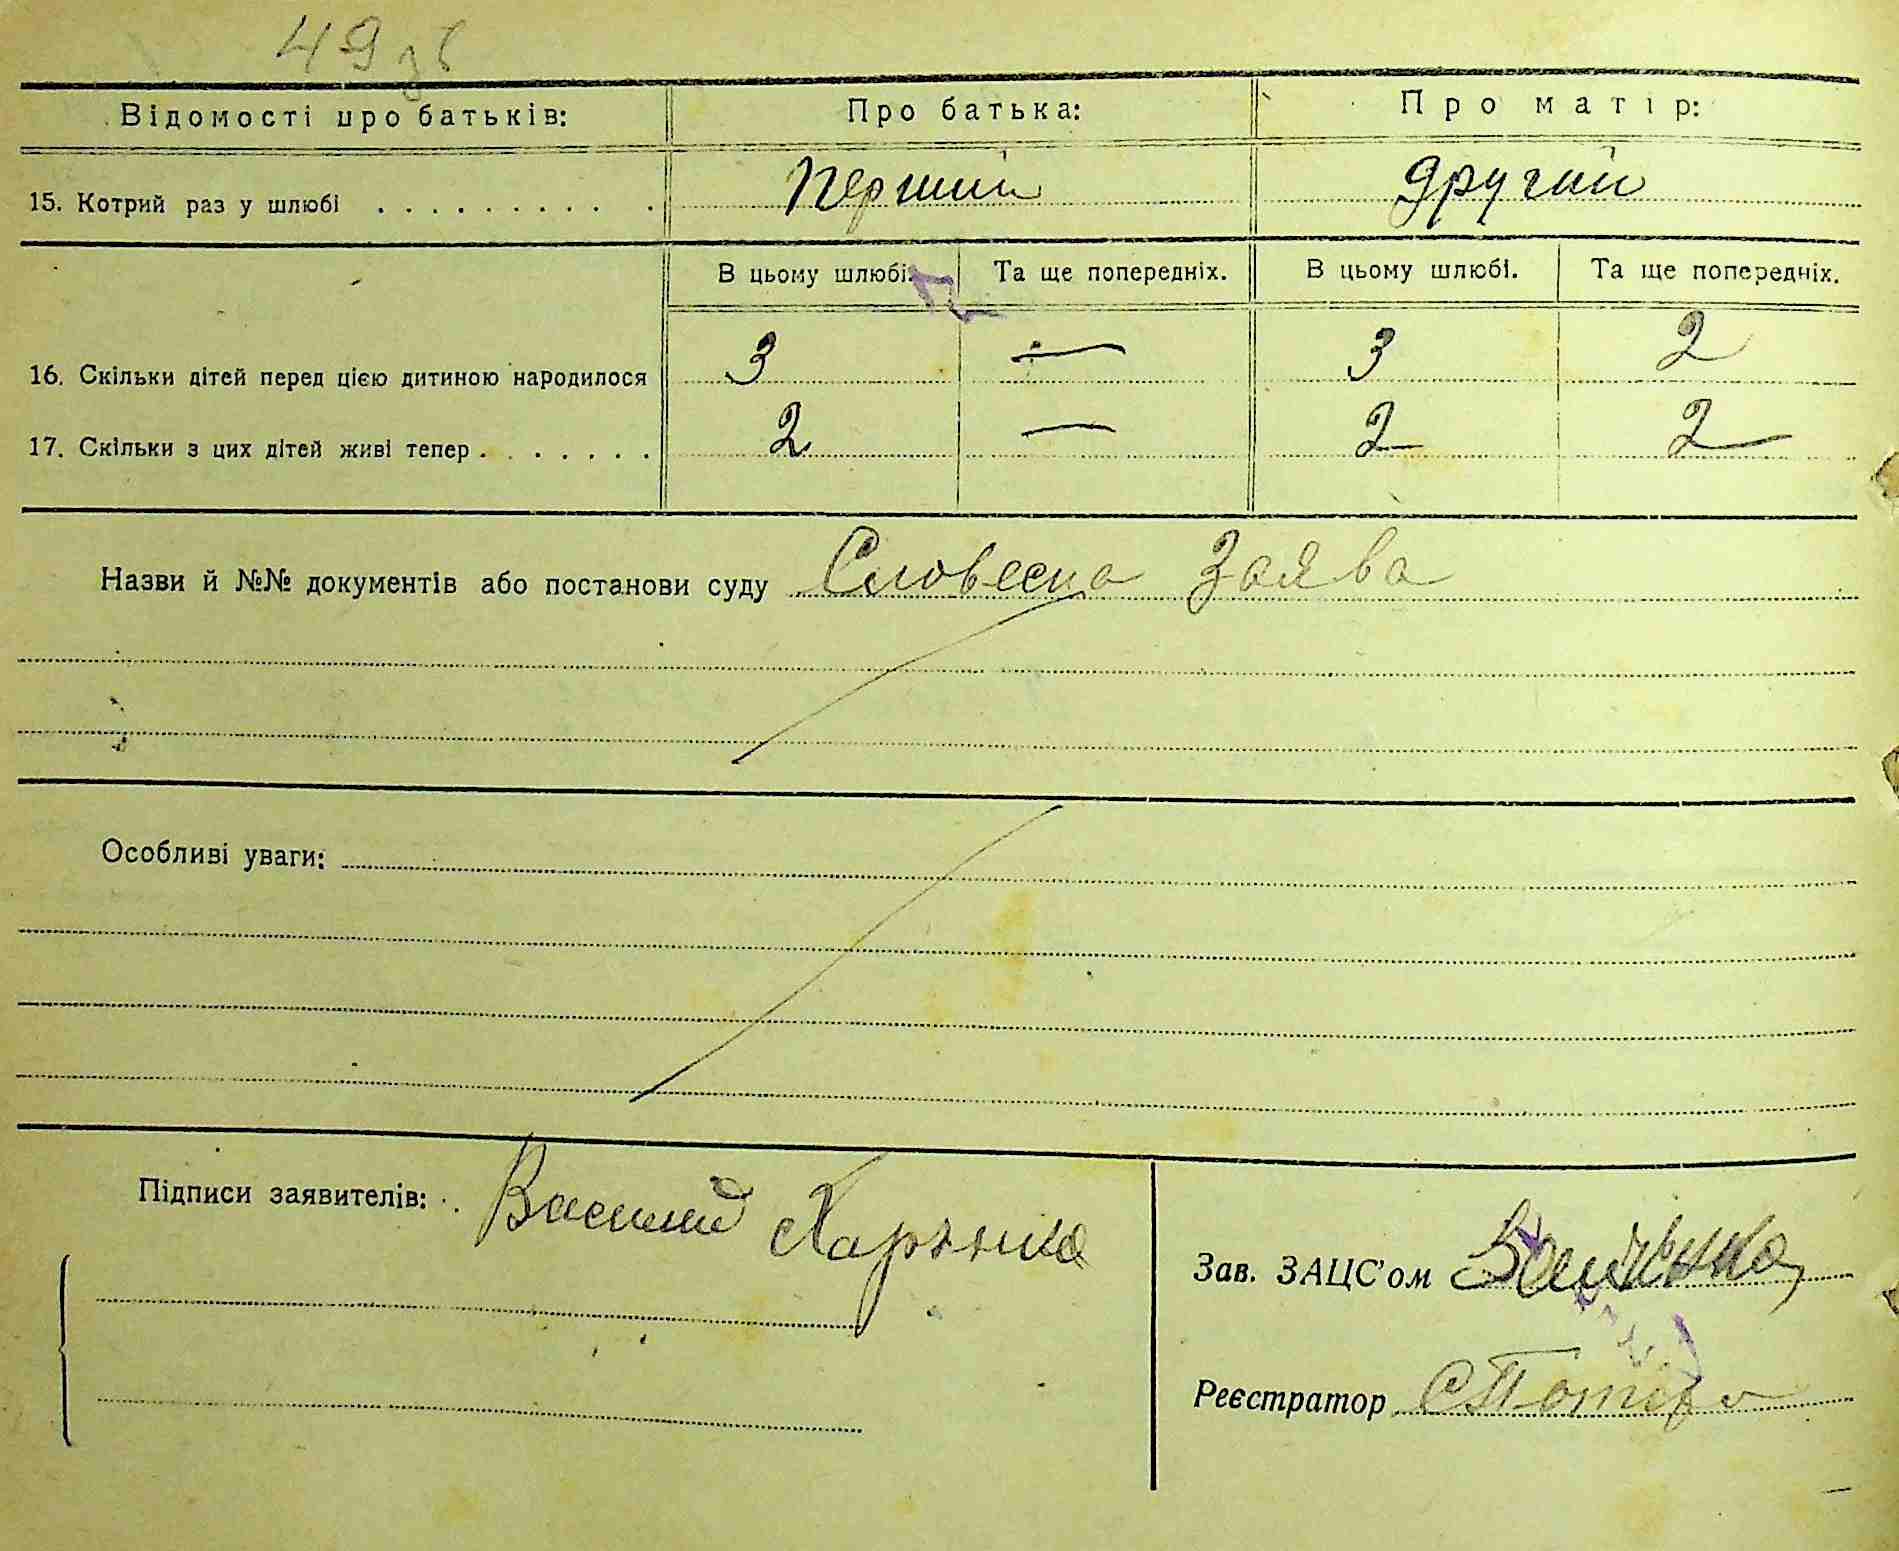 49 зв
Відомості про батьків: Про батька: Про матір:
15. Котрий раз у шлюбі . . . . . . . . . . . Перший Другий
В цьому шлюбі. Та ще попередніх. В цьому шлюбі. Та ще попередніх.
16. Скільки дітей перед цією дитиною народилося 3 — 3 2
17. Скільки з цих дітей живі тепер . . . . . . . 2 — 2 2
Назви й №№ документів або постанови суду Словесна Заява
Особливі уваги:
Підписи заявителів: Василий
Зав. ЗАЦС'ом
Реєстратор